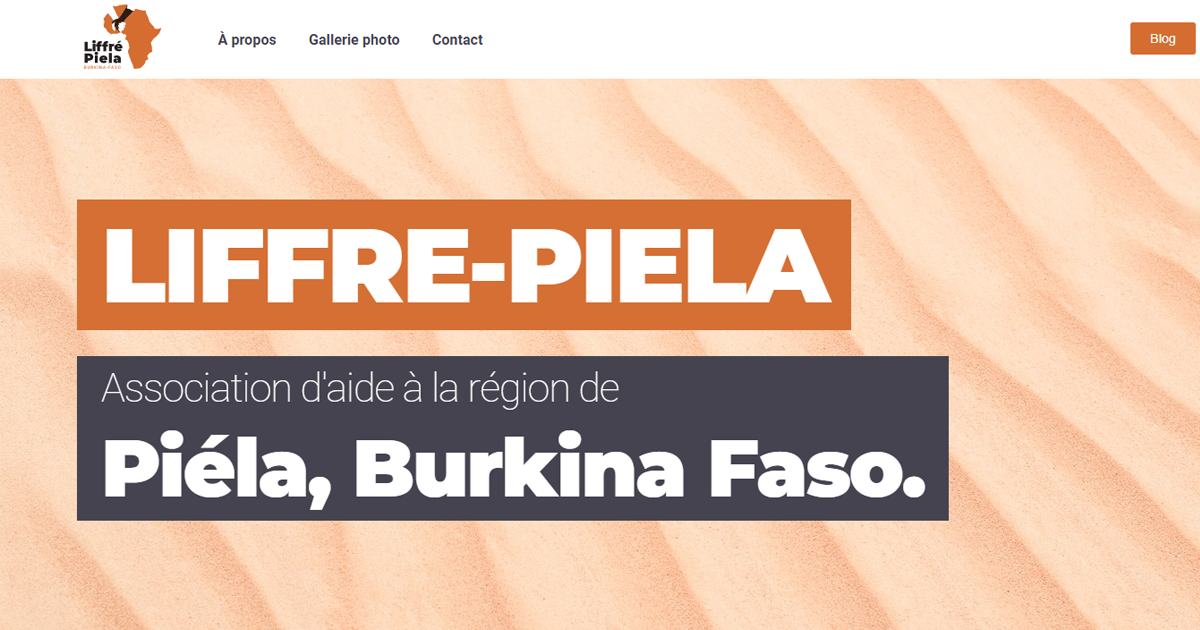 Liffré
Piela
BURKINA-FASO
À propos
Gallerie photo
Contact
Blog
LIFFRE-PIELA
Association d'aide à la région de
Piéla, Burkina Faso.